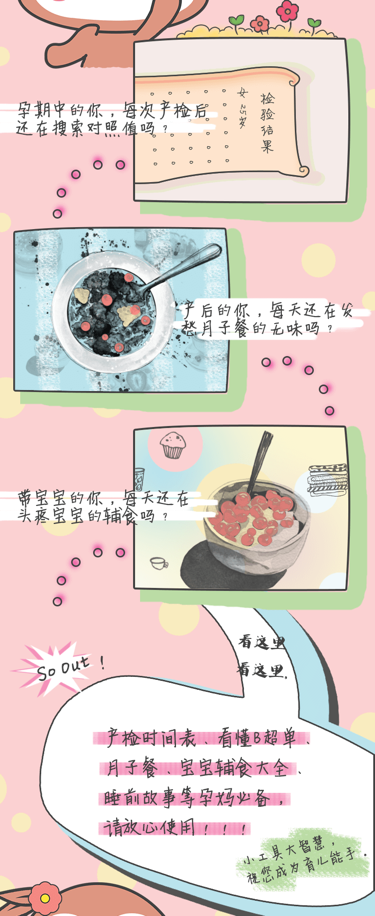 检验结果
女 25岁
孕期中的你，每次产检后
还在搜索对照值吗？
产后的你，每天还在发
愁月子餐的无味吗？
带宝宝的你，每天还在
头疼宝宝的辅食吗？
看这里
看这里。
So out！
产检时间表、看懂B超单、
月子餐、宝宝辅食大全、
睡前故事等孕妈必备，
请放心使用！！！
小工具大智慧，
祝您成为育儿能手。